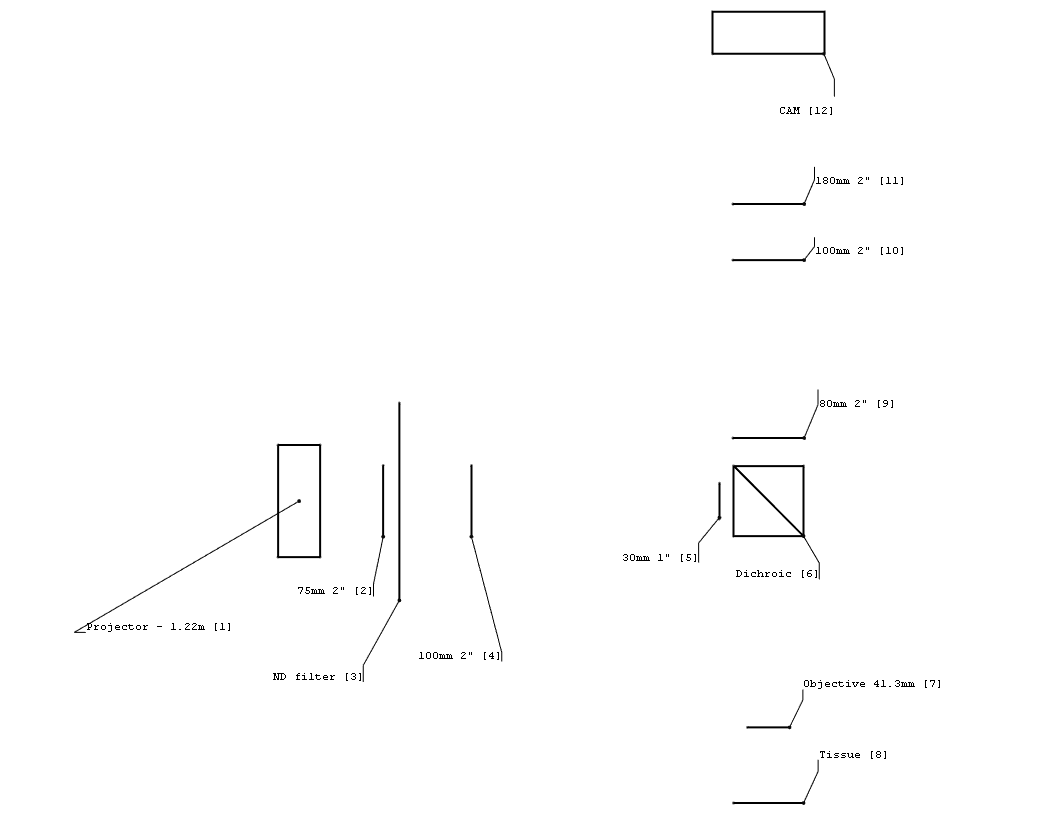 CAM [12]
180mm 2" [11]
100mm 2" [10]
80mm 2" [9]
30mm 1" [5]
Dichroic [6]
75mm 2" [2]
Projector - 1.22m [1]
100mm 2" [4]
ND filter [3]
Objective 41.3mm [7]
Tissue [8]